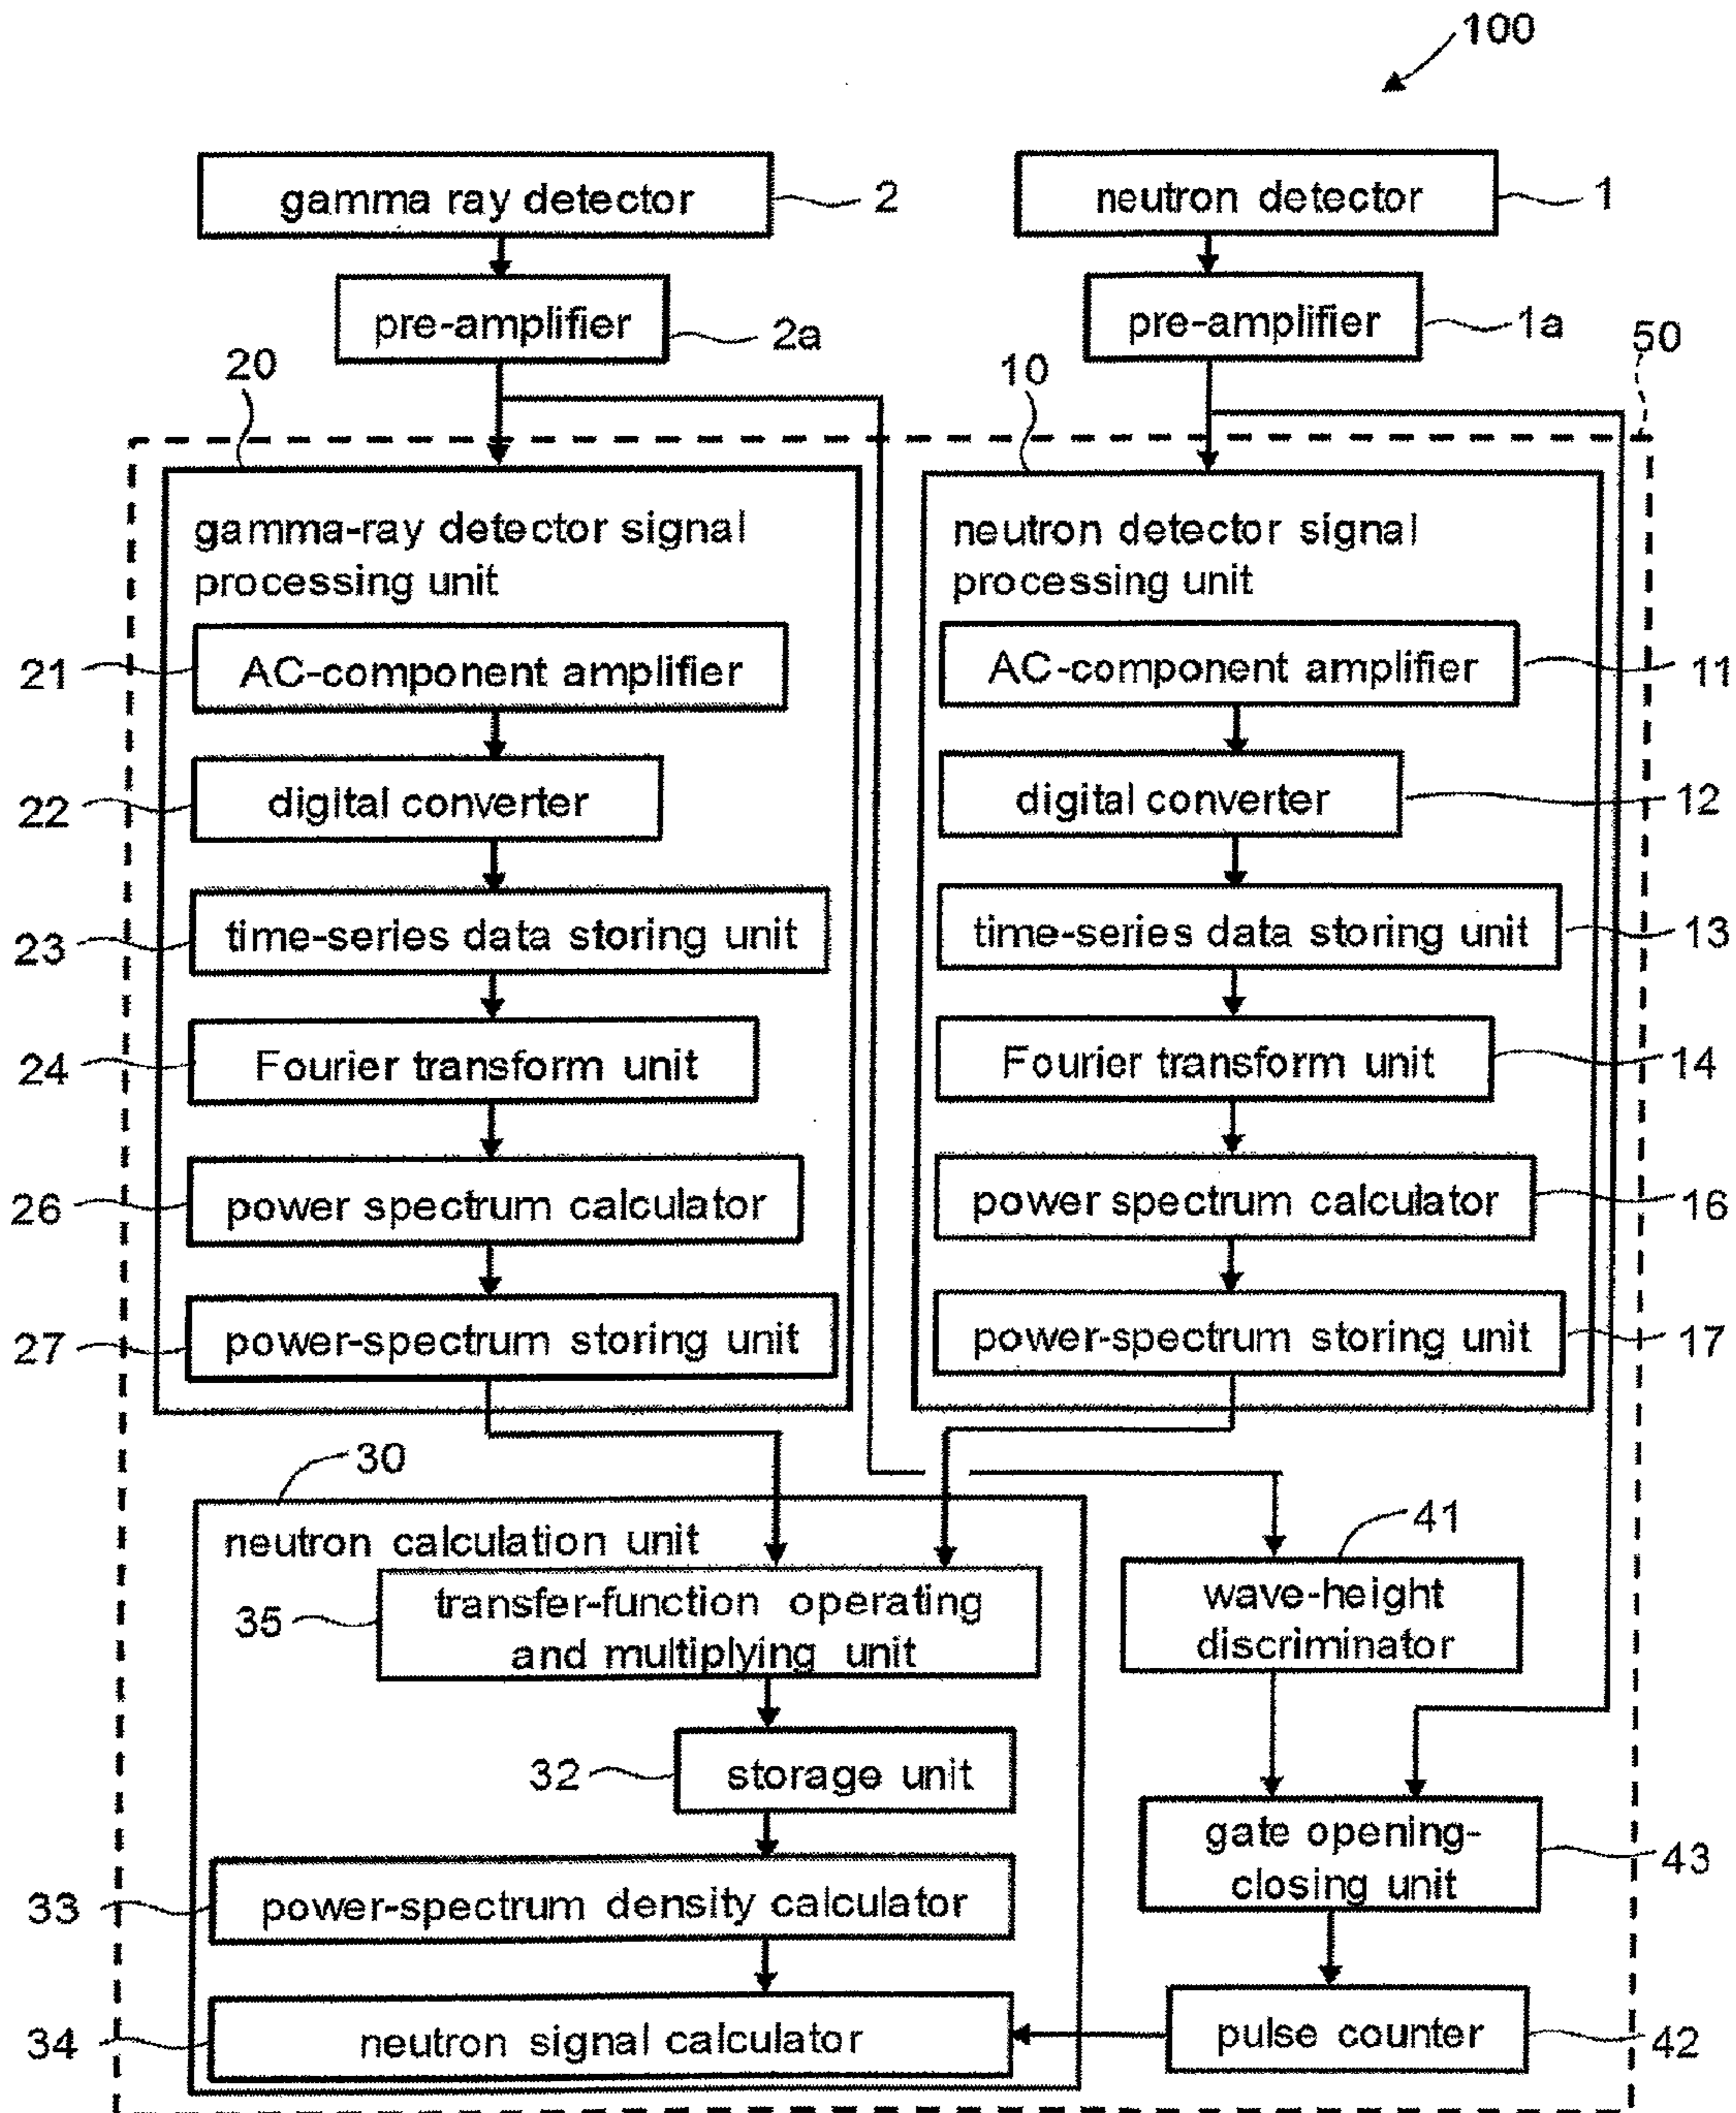 100
gamma ray detector
2
neutron detector
1
pre-amplifier
2a
pre-amplifier
1a
50
20
10
gamma-ray detector signal
processing unit
21
AC-component amplifier
22
digital converter
23
time-series data storing unit
24
Fourier transform unit
26
power spectrum calculator
27
power-spectrum storing unit
neutron detector signal
processing unit
AC-component amplifier
11
digital converter
12
time-series data storing unit
13
Fourier transform unit
14
power spectrum calculator
16
power-spectrum storing unit
17
30
neutron calculation unit
35
transfer-function operating
and multiplying unit
32
storage unit
33
power-spectrum density calculator
34
neutron signal calculator
41
wave-height
discriminator
gate opening-
closing unit
43
pulse counter
42